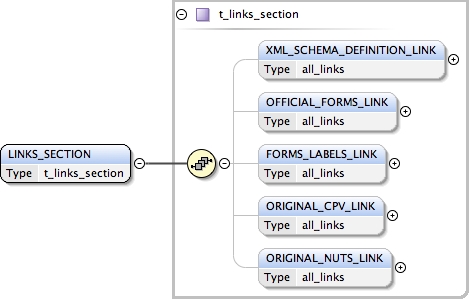 t_links_section
XML_SCHEMA_DEFINITION_LINK
Type all_links
OFFICIAL_FORMS_LINK
Type all_links
LINKS_SECTION
Type t_links_section
FORMS_LABELS_LINK
Type all_links
ORIGINAL_CPV_LINK
Type all_links
ORIGINAL_NUTS_LINK
Type all_links